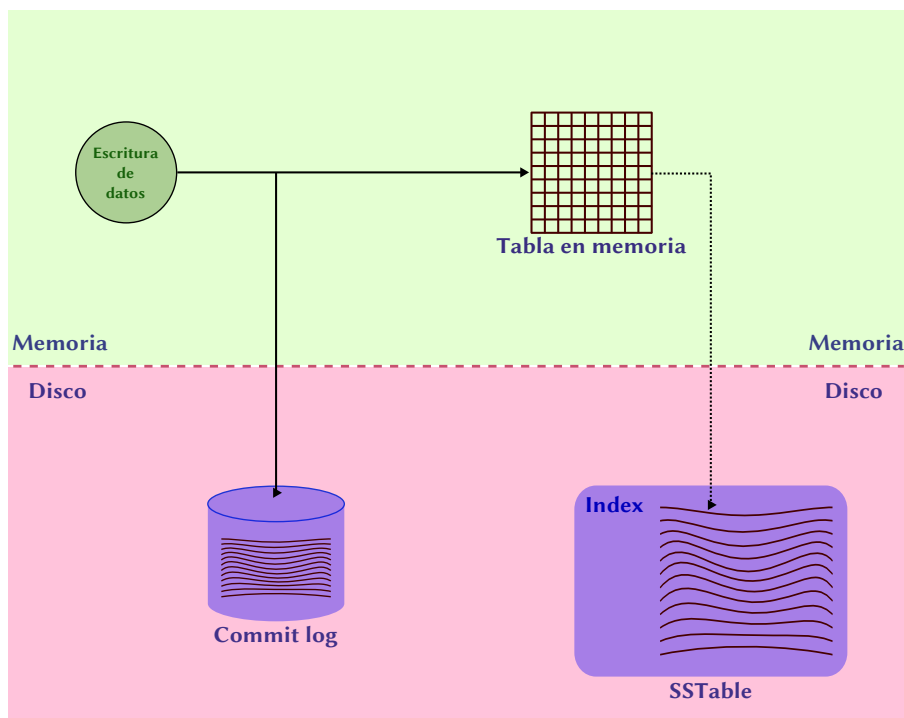 Escritura
de
datos
Tabla en memoria
Memoria
Memoria
Disco
Disco
Index
Commit log
SSTable